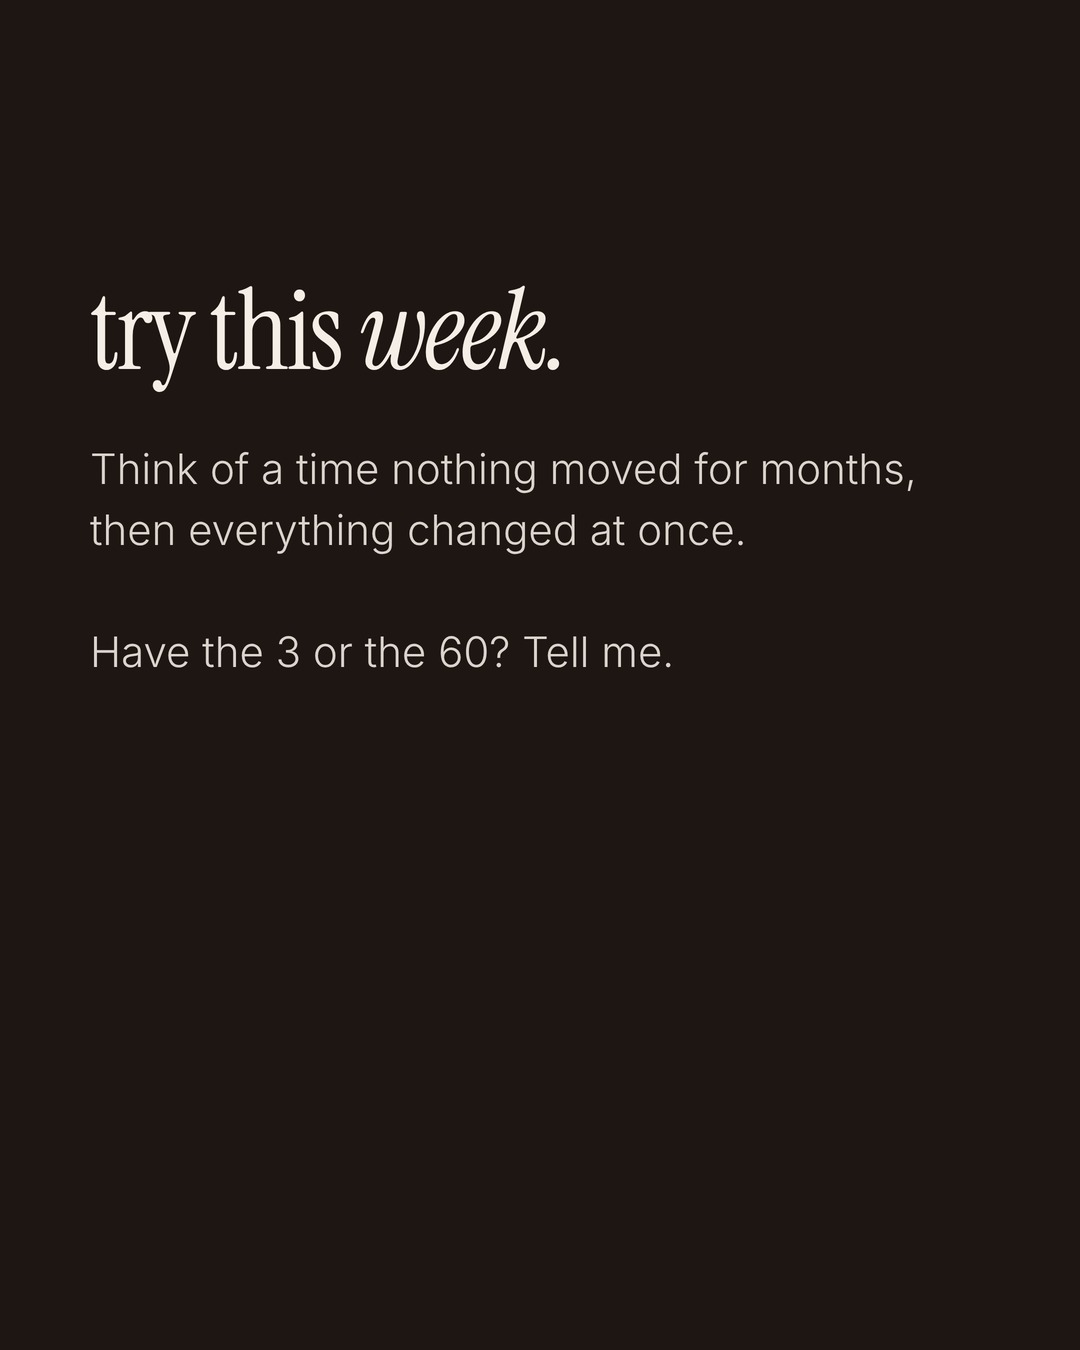 try this week.
Think of a time nothing moved for months,
then everything changed at once.
Have the 3 or the 60? Tell me.